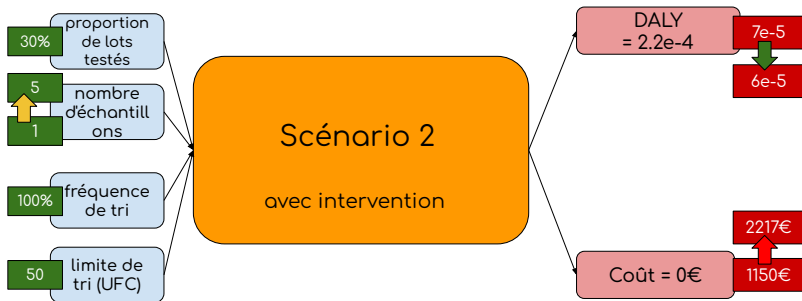 30%
proportion
de lots
testés
5
1
nombre
d'échantill
ons
100%
fréquence
de tri
50
limite de
tri (UFC)
Scénario 2
avec intervention
DALY
= 2.2e-4
7e-5
6e-5
2217€
Coût = 0€
1150€